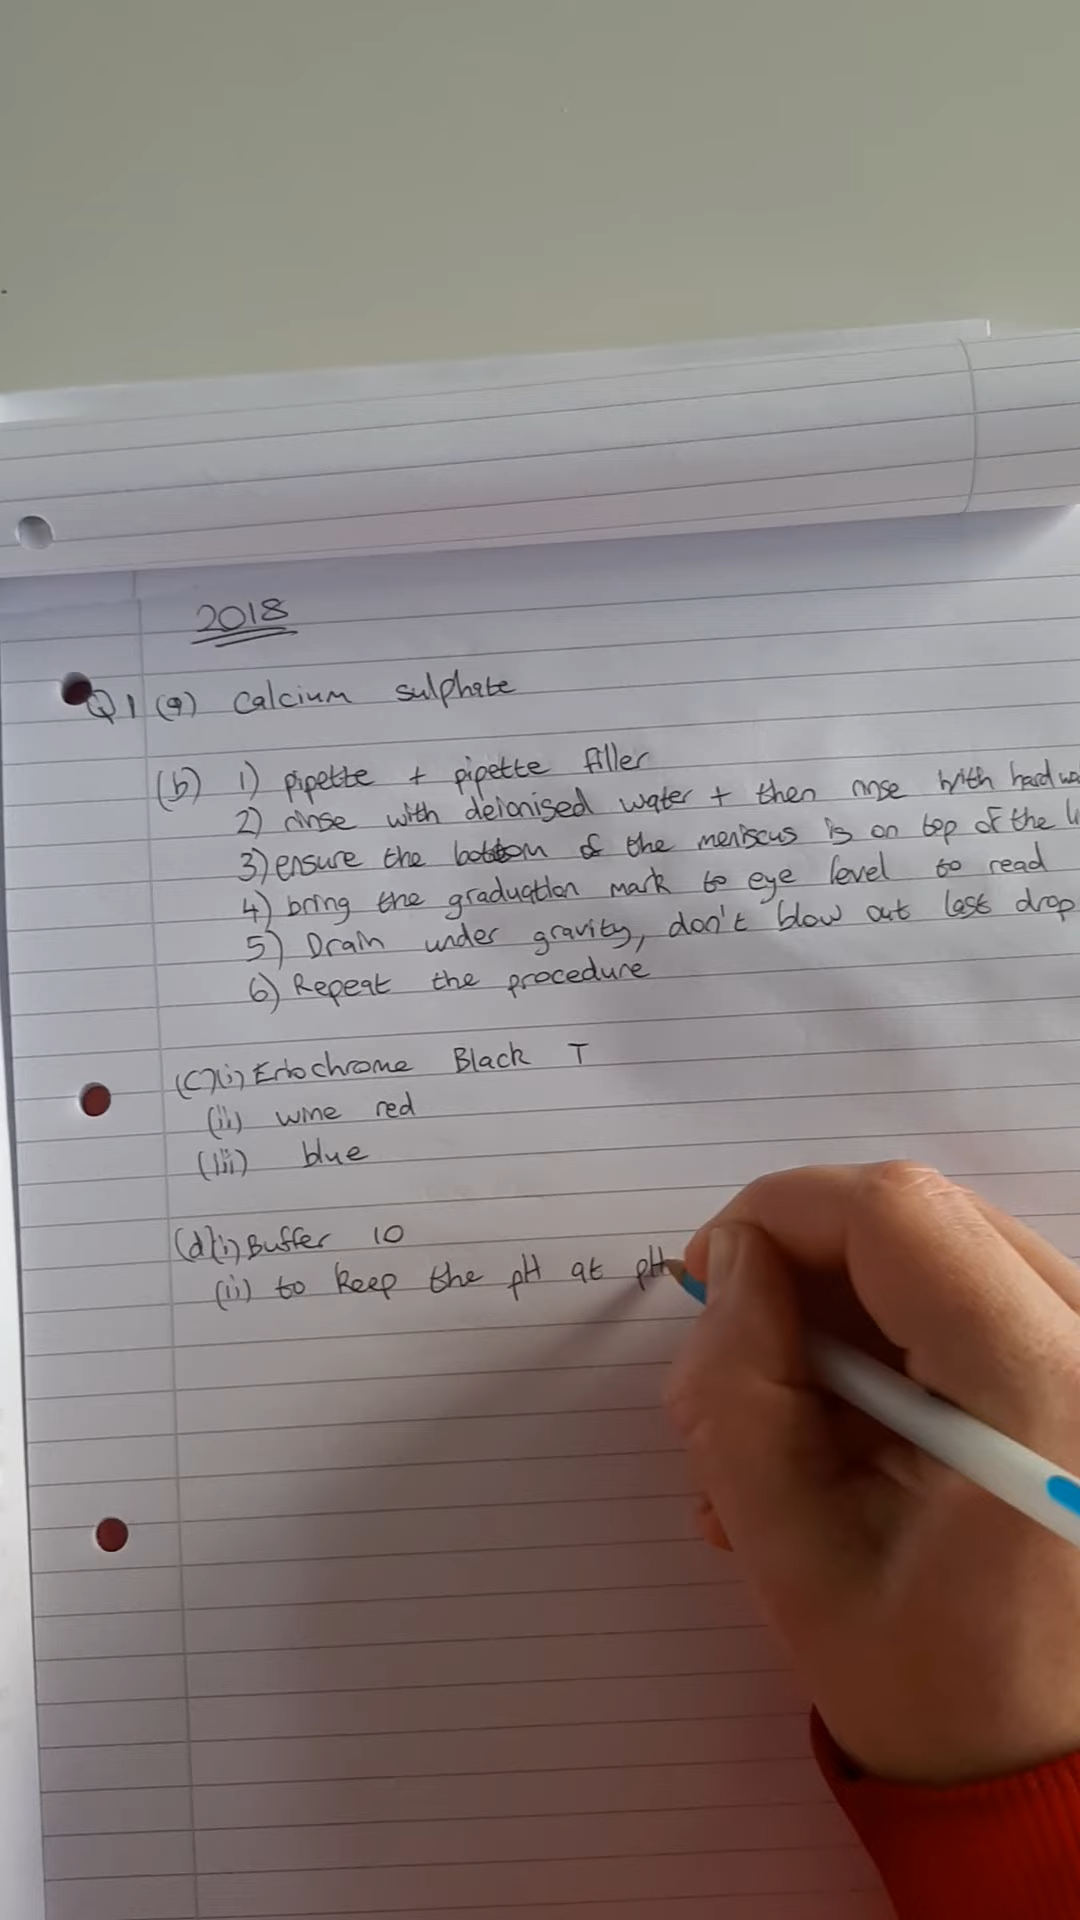 2018
Q1 (a) Calcium sulphate
(b) 1) pipette + pipette filler
2) rinse with deionised water + then rinse with hard wa
3) ensure the bottom of the meniscus is on top of the li
4) bring the graduation mark to eye level to read
5) Drain under gravity, don't blow out last drop
6) Repeat the procedure
(c)(i) Eriochrome Black T
(ii) wine red
(iii) blue
(d)(i) Buffer 10
(ii) to keep the pH at pH